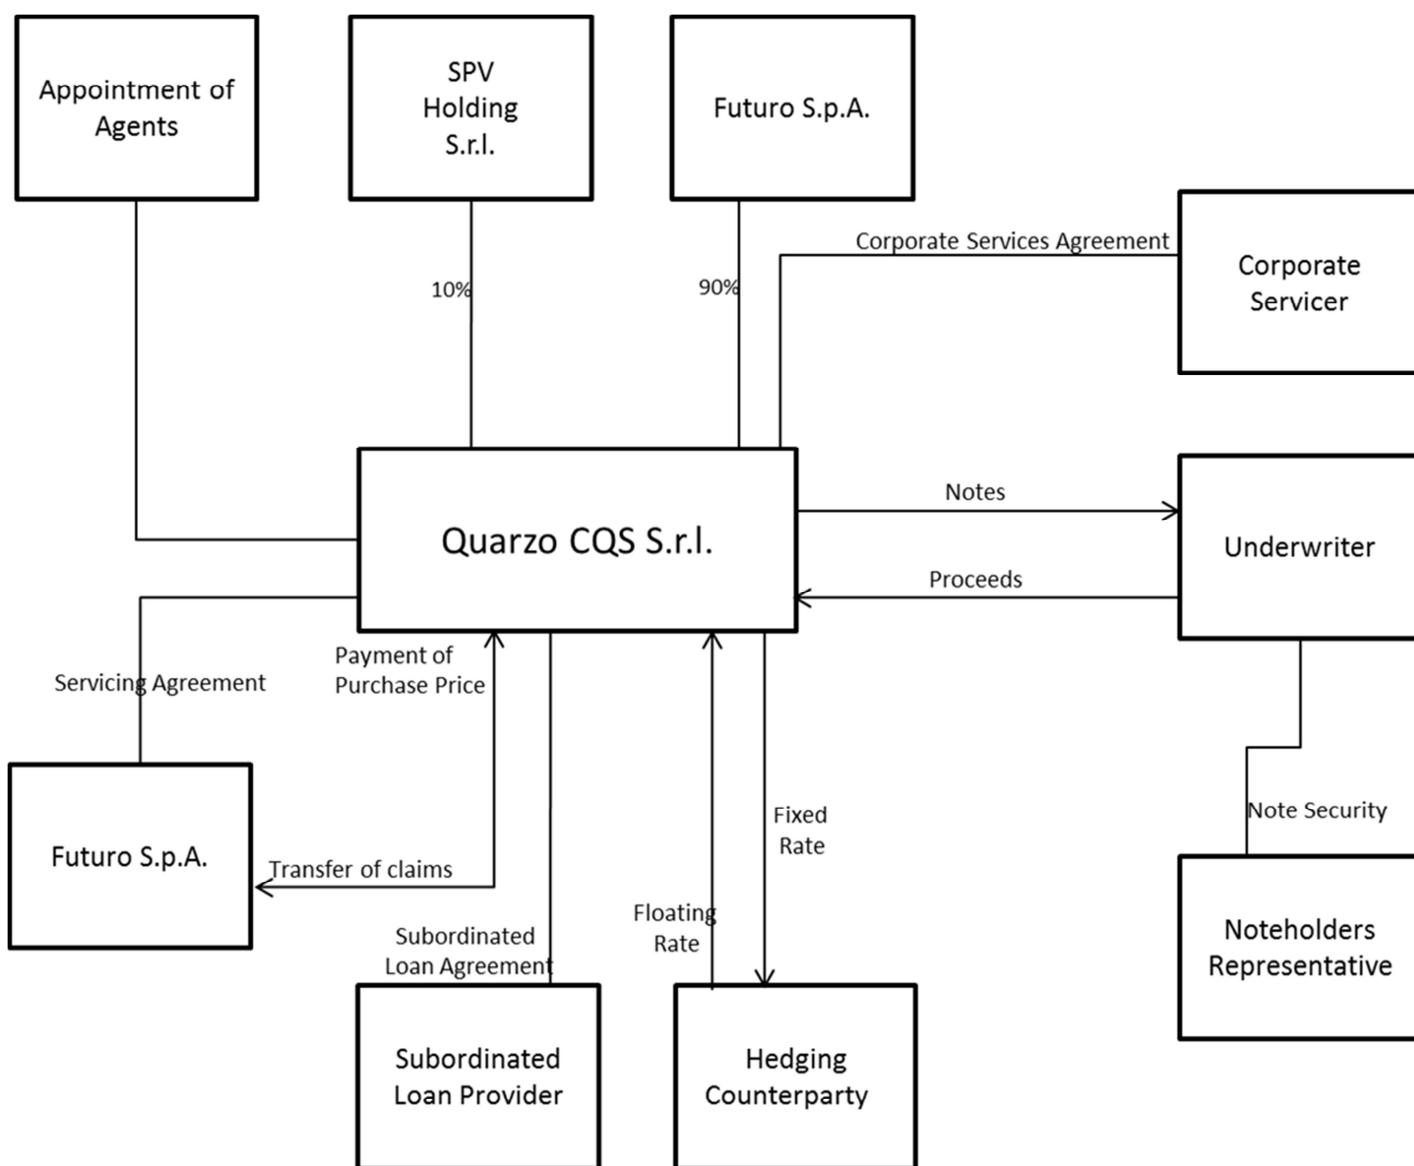 Appointment of
Agents
SPV
Holding
S.r.l.
Futuro S.p.A.
Corporate Services Agreement
Corporate
Servicer
10%
90%
Quarzo CQS S.r.l.
Notes
Proceeds
Underwriter
Servicing Agreement
Payment of
Purchase Price
Futuro S.p.A.
Transfer of claims
Fixed
Rate
Note Security
Floating
Rate
Subordinated
Loan Agreement
Noteholders
Representative
Subordinated
Loan Provider
Hedging
Counterparty